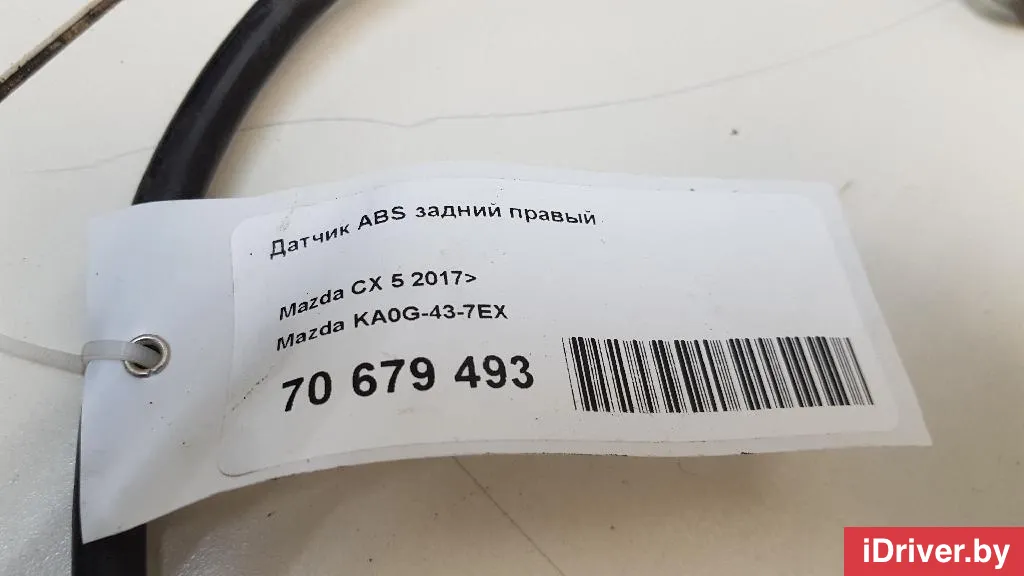 Датчик ABS задний правый
Mazda CX 5 2017>
Mazda KA0G-43-7EX
70 679 493
iDriver.by